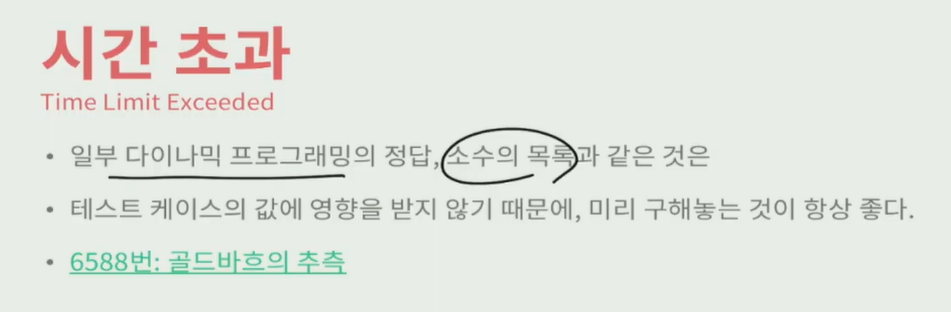 시간 초과
Time Limit Exceeded
• 일부 다이나믹 프로그래밍의 정답, 소수의 목록과 같은 것은
• 테스트 케이스의 값에 영향을 받지 않기 때문에, 미리 구해놓는 것이 항상 좋다.
• 6588번: 골드바흐의 추측